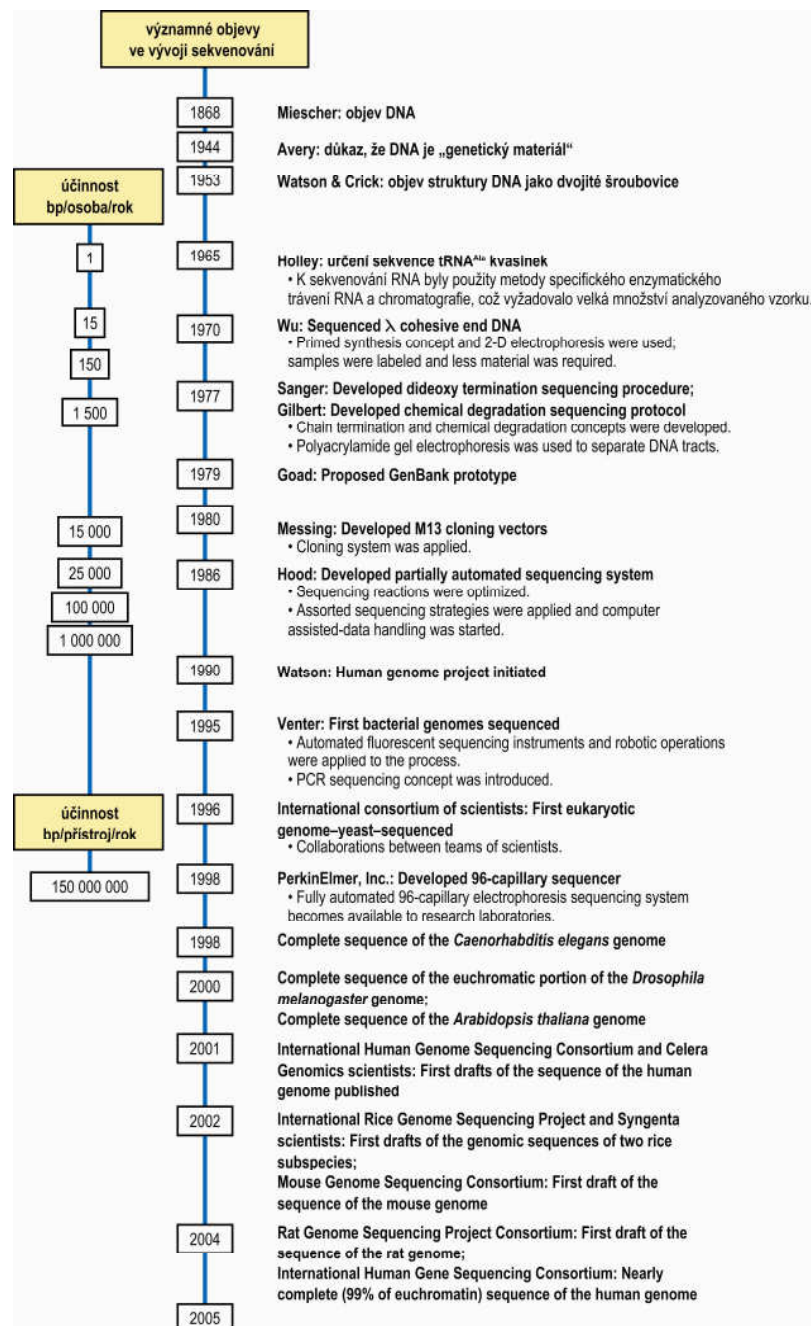 významné objevy
ve vývoji sekvenování
1868
Miescher: objev DNA
1944
Avery: důkaz, že DNA je „genetický materiál“
1953
Watson & Crick: objev struktury DNA jako dvojité šroubovice
účinnost
bp/osoba/rok
1
1965
Holley: určení sekvence tRNAᴬˡᵃ kvasinek
• K sekvenování RNA byly použity metody specifického enzymatického
trávení RNA a chromatografie, což vyžadovalo velká množství analyzovaného vzorku.
15
1970
Wu: Sequenced λ cohesive end DNA
• Primed synthesis concept and 2-D electrophoresis were used;
samples were labeled and less material was required.
150
1977
Sanger: Developed dideoxy termination sequencing procedure;
Gilbert: Developed chemical degradation sequencing protocol
1 500
• Chain termination and chemical degradation concepts were developed.
• Polyacrylamide gel electrophoresis was used to separate DNA tracts.
1979
Goad: Proposed GenBank prototype
1980
15 000
Messing: Developed M13 cloning vectors
• Cloning system was applied.
25 000
1986
Hood: Developed partially automated sequencing system
• Sequencing reactions were optimized.
100 000
• Assorted sequencing strategies were applied and computer
assisted-data handling was started.
1 000 000
1990
Watson: Human genome project initiated
1995
Venter: First bacterial genomes sequenced
• Automated fluorescent sequencing instruments and robotic operations
were applied to the process.
• PCR sequencing concept was introduced.
účinnost
bp/přístroj/rok
1996
International consortium of scientists: First eukaryotic
genome–yeast–sequenced
• Collaborations between teams of scientists.
150 000 000
1998
PerkinElmer, Inc.: Developed 96-capillary sequencer
• Fully automated 96-capillary electrophoresis sequencing system
becomes available to research laboratories.
1998
Complete sequence of the Caenorhabditis elegans genome
2000
Complete sequence of the euchromatic portion of the Drosophila
melanogaster genome;
Complete sequence of the Arabidopsis thaliana genome
2001
International Human Genome Sequencing Consortium and Celera
Genomics scientists: First drafts of the sequence of the human
genome published
2002
International Rice Genome Sequencing Project and Syngenta
scientists: First drafts of the genomic sequences of two rice
subspecies;
Mouse Genome Sequencing Consortium: First draft of the
sequence of the mouse genome
2004
Rat Genome Sequencing Project Consortium: First draft of the
sequence of the rat genome;
International Human Gene Sequencing Consortium: Nearly
complete (99% of euchromatin) sequence of the human genome
2005